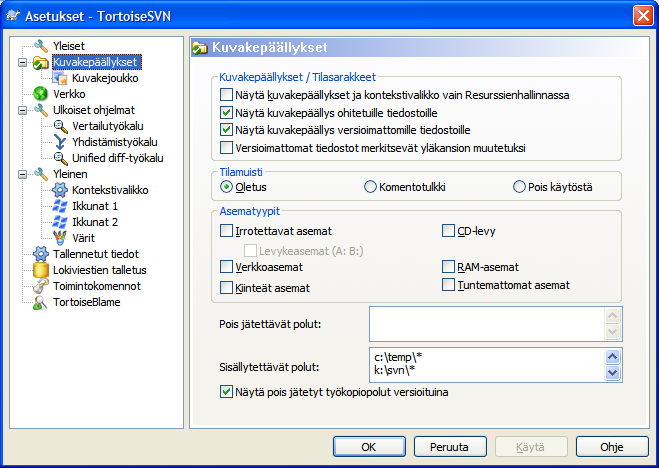 Asetukset - TortoiseSVN
Yleiset
Kuvakepäällykset
Kuvakejoukko
Verkko
Ulkoiset ohjelmat
Vertailutyökalu
Yhdistämistyökalu
Unified diff-työkalu
Yleinen
Kontekstivalikko
Ikkunat 1
Ikkunat 2
Värit
Tallennetut tiedot
Lokiviestien talletus
Toimintokomennot
TortoiseBlame
Kuvakepäällykset
Kuvakepäällykset / Tilasarakkeet
Näytä kuvakepäällykset ja kontekstivalikko vain Resurssienhallinnassa
Näytä kuvakepäällys ohitetuille tiedostoille
Näytä kuvakepäällys versioimattomille tiedostoille
Versioimattomat tiedostot merkitsevät yläkansion muutetuksi
Tilamuisti
Oletus
Komentotulkki
Pois käytöstä
Asematyypit
Irrotettavat asemat
CD-levy
Levykeasemat (A: B:)
Verkkoasemat
RAM-asemat
Kiinteät asemat
Tuntemattomat asemat
Pois jätettävät polut:
Sisällytettävät polut:
c:\temp\*
k:\svn\*
Näytä pois jätetyt työkopiopolut versioituina
OK
Peruuta
Käytä
Ohje